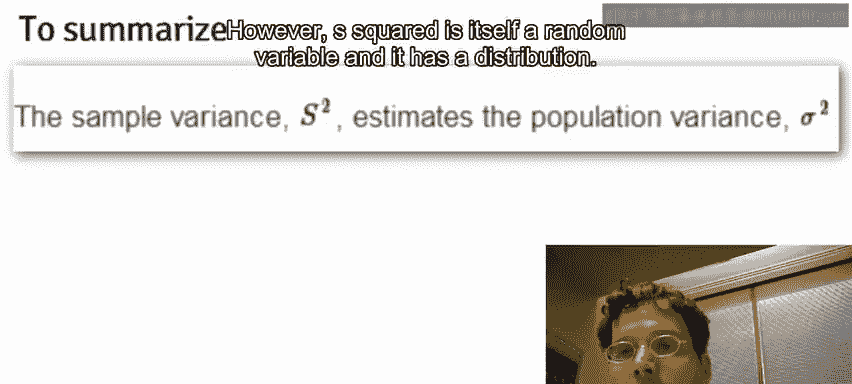 To summarize
However, s squared is itself a random
variable and it has a distribution.
The sample variance, S², estimates the population variance, σ²